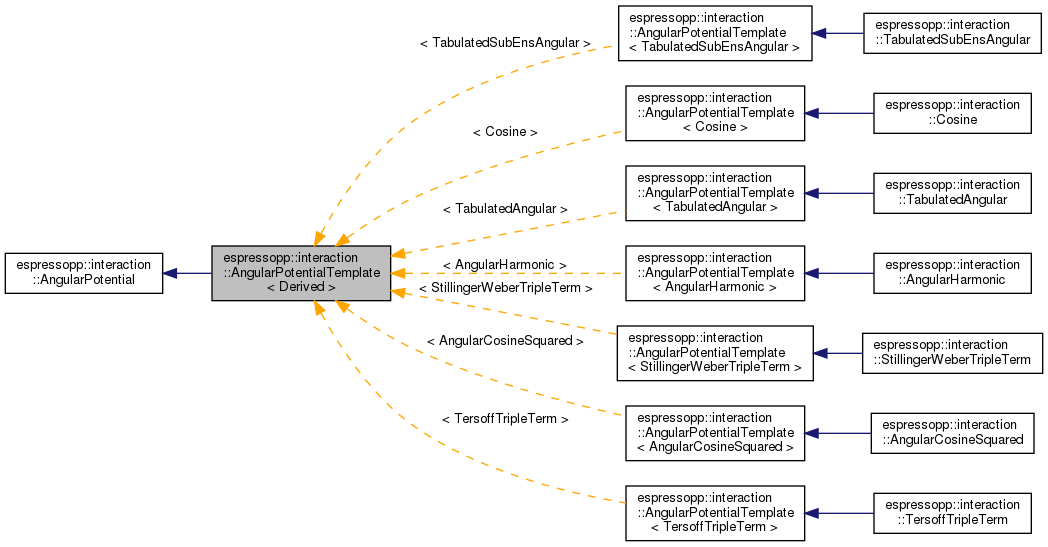 espressopp::interaction
::AngularPotential
espressopp::interaction
::AngularPotentialTemplate
< Derived >
< TabulatedSubEnsAngular >
espressopp::interaction
::AngularPotentialTemplate
< TabulatedSubEnsAngular >
espressopp::interaction
::TabulatedSubEnsAngular
< Cosine >
espressopp::interaction
::AngularPotentialTemplate
< Cosine >
espressopp::interaction
::Cosine
< TabulatedAngular >
espressopp::interaction
::AngularPotentialTemplate
< TabulatedAngular >
espressopp::interaction
::TabulatedAngular
< AngularHarmonic >
espressopp::interaction
::AngularPotentialTemplate
< AngularHarmonic >
espressopp::interaction
::AngularHarmonic
< StillingerWeberTripleTerm >
espressopp::interaction
::AngularPotentialTemplate
< StillingerWeberTripleTerm >
espressopp::interaction
::StillingerWeberTripleTerm
< AngularCosineSquared >
espressopp::interaction
::AngularPotentialTemplate
< AngularCosineSquared >
espressopp::interaction
::AngularCosineSquared
< TersoffTripleTerm >
espressopp::interaction
::AngularPotentialTemplate
< TersoffTripleTerm >
espressopp::interaction
::TersoffTripleTerm